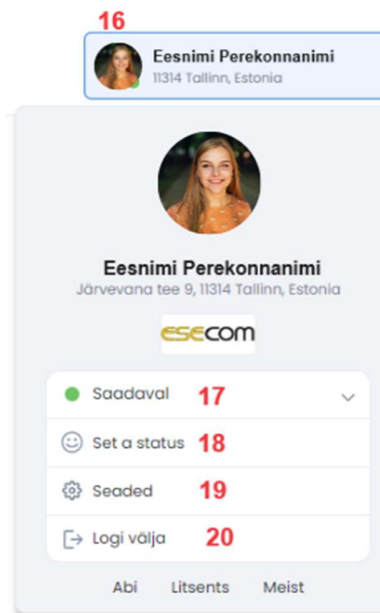 16
Eesnimi Perekonnanimi
11314 Tallinn, Estonia
Eesnimi Perekonnanimi
Järvevana tee 9, 11314 Tallinn, Estonia
ESECOM
Saadaval 17
Set a status 18
Seaded 19
Logi välja 20
Abi Litsents Meist